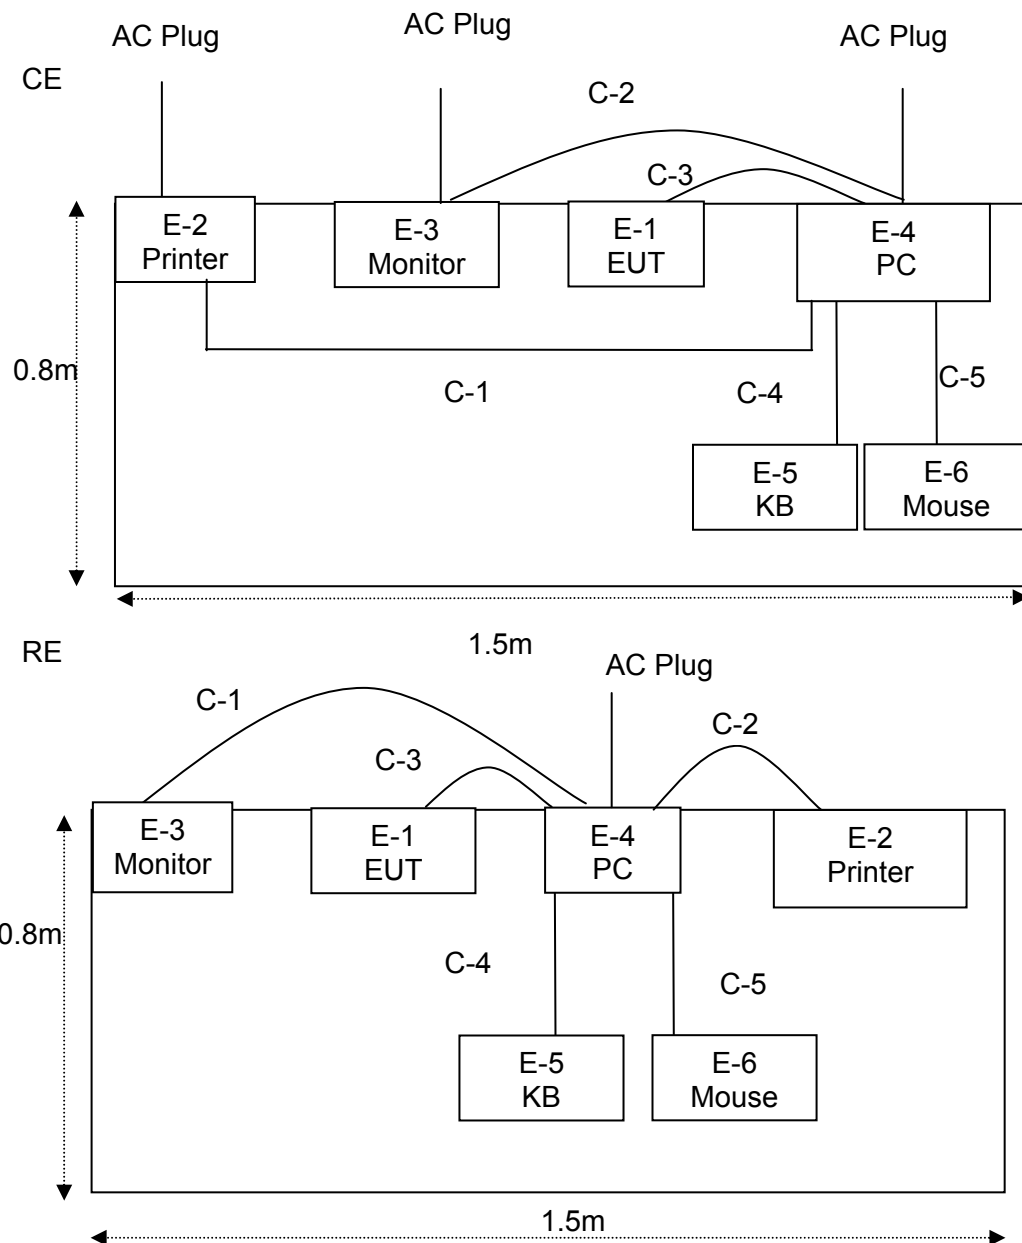 AC Plug
AC Plug
AC Plug
CE
C-2
C-3
E-2
Printer
E-3
Monitor
E-1
EUT
E-4
PC
0.8m
C-1
C-4
C-5
E-5
KB
E-6
Mouse
1.5m
RE
AC Plug
C-1
C-2
C-3
E-3
Monitor
E-1
EUT
E-4
PC
E-2
Printer
0.8m
C-4
C-5
E-5
KB
E-6
Mouse
1.5m